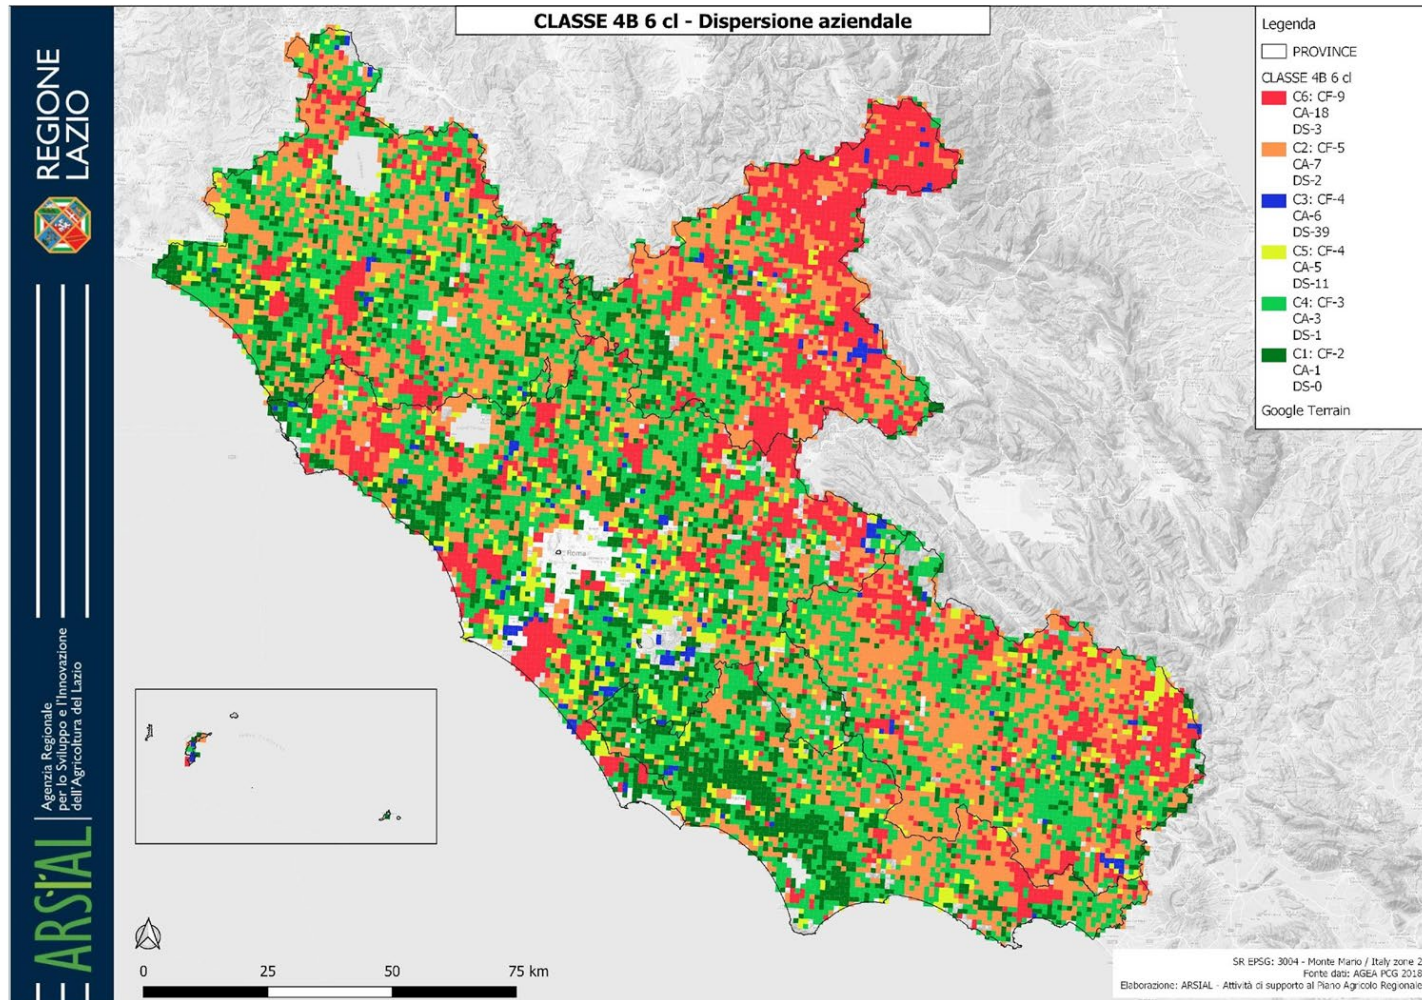 CLASSE 4B 6 cl - Dispersione aziendale
REGIONE
LAZIO
Agenzia Regionale
per lo Sviluppo e l'Innovazione
dell'Agricoltura del Lazio
ARSIAL
Legenda
PROVINCE
CLASSE 4B 6 cl
C6: CF-9
CA-18
DS-3
C2: CF-5
CA-7
DS-2
C3: CF-4
CA-6
DS-39
C5: CF-4
CA-5
DS-11
C4: CF-3
CA-3
DS-1
C1: CF-2
CA-1
DS-0
Google Terrain
Roma
0 25 50 75 km
SR EPSG: 3004 - Monte Mario / Italy zone 2
Fonte dati: AGEA PCG 2018
Elaborazione: ARSIAL - Attività di supporto al Piano Agricolo Regionale